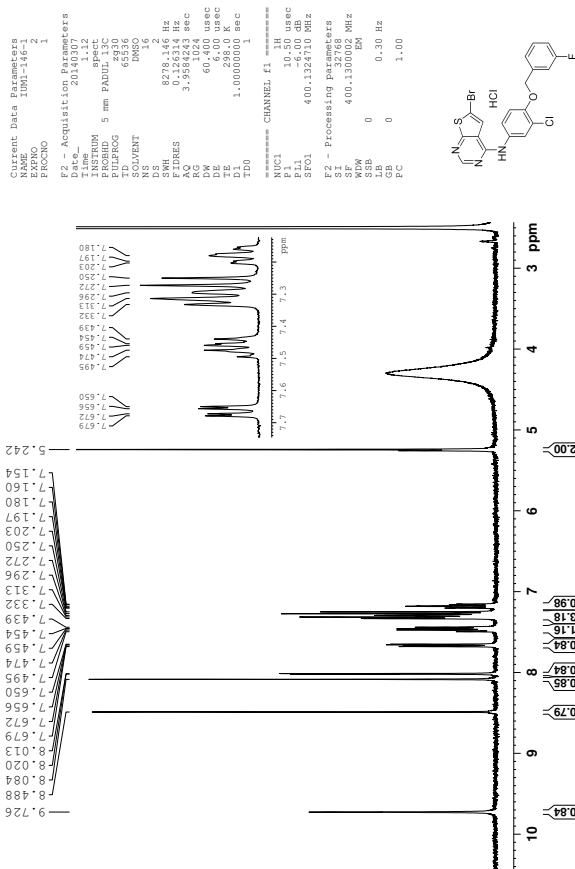 Current Data Parameters
NAME IUMI-148-1
EXPNO 2
PROCNO 1
F2 - Acquisition Parameters
Date_ 20140307
Time 1.12
INSTRUM spect
PROBHD 5 mm PADUL 13C
PULPROG zg30
TD 65536
SOLVENT DMSO
NS 16
DS 2
SWH 8278.146 Hz
FIDRES 0.126314 Hz
AQ 3.9584243 sec
RG 1024
DW 60.400 usec
DE 6.00 usec
TE 298.0 K
D1 1.00000000 sec
TD0 1
======== CHANNEL f1 ========
NUC1 1H
P1 10.50 usec
PL1 -6.00 dB
SFO1 400.1324710 MHz
F2 - Processing parameters
SI 32768
SF 400.1300002 MHz
WDW EM
SSB 0
LB 0.30 Hz
GB 0
PC 1.00
Br
S
N
N
HN
HCl
Cl
O
F
7.180
7.197
7.203
7.250
7.272
7.296
7.313
7.332
7.439
7.454
7.459
7.474
7.495
7.650
7.656
7.672
7.679
7.3
7.4
7.5
7.6
7.7
ppm
5.242
7.154
7.160
7.180
7.197
7.203
7.250
7.272
7.296
7.313
7.332
7.439
7.454
7.459
7.474
7.495
7.650
7.656
7.672
7.679
8.013
8.020
8.084
8.488
9.726
ppm
3
4
5
6
7
8
9
10
2.00
0.98
3.18
1.16
0.84
0.84
0.85
0.79
0.84